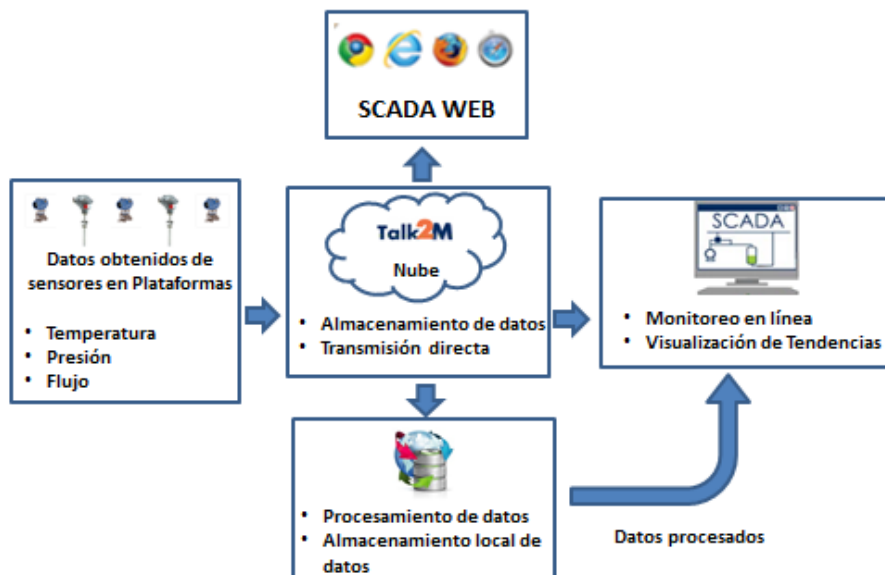 SCADA WEB
Datos obtenidos de
sensores en Plataformas
• Temperatura
• Presión
• Flujo
Talk2M
Nube
• Almacenamiento de datos
• Transmisión directa
SCADA
• Monitoreo en línea
• Visualización de Tendencias
• Procesamiento de datos
• Almacenamiento local de
datos
Datos procesados